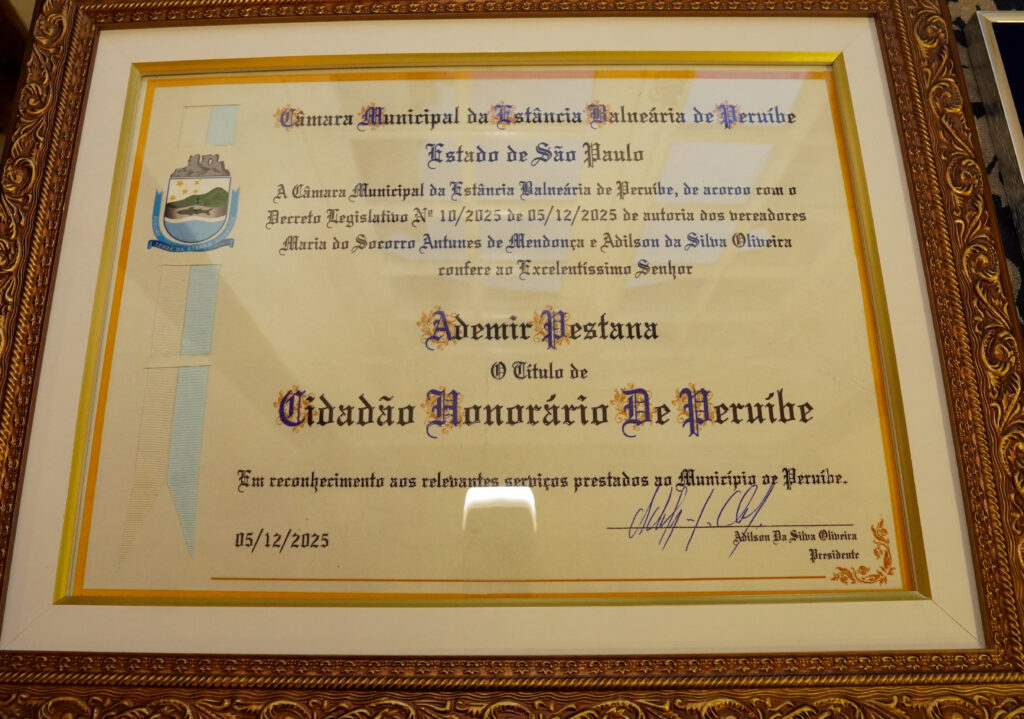 Câmara Municipal da Estância Balneária de Peruíbe
Estado de São Paulo
A Câmara Municipal da Estância Balneária de Peruíbe, de acoroo com o
Decreto Legislativo Nº 10/2025 de 05/12/2025 de autoria dos vereadores
Maria do Socorro Antunes de Mendonça e Adilson da Silva Oliveira
confere ao Excelentíssimo Senhor
Ademir Pestana
O Título de
Cidadão Honorário De Peruíbe
Em reconhecimento aos relevantes serviços prestados ao Município de Peruíbe.
05/12/2025
Adilson Da Silva Oliveira
Presidente